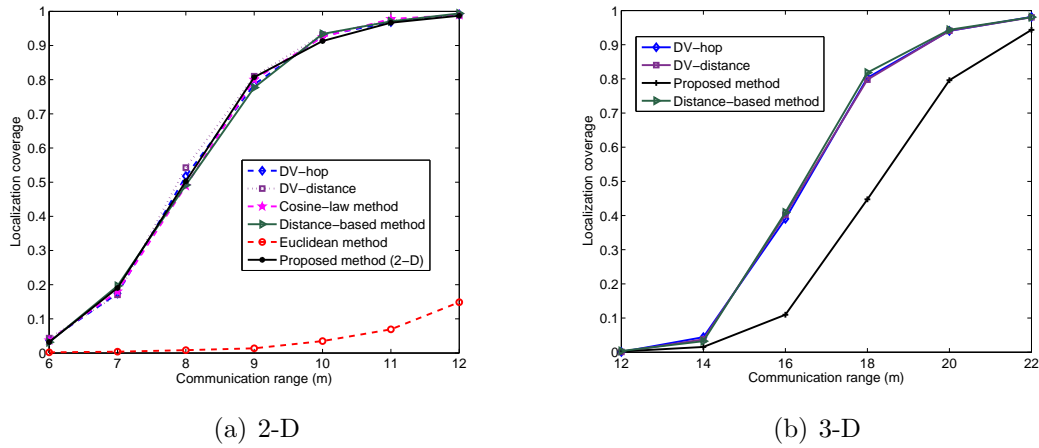 1
0.9
0.8
0.7
0.6
0.5
0.4
0.3
0.2
0.1
0
Localization coverage
DV−hop
DV−distance
Cosine−law method
Distance−based method
Euclidean method
Proposed method (2−D)
6 7 8 9 10 11 12
Communication range (m)
(a) 2-D
1
0.9
0.8
0.7
0.6
0.5
0.4
0.3
0.2
0.1
0
Localization coverage
DV−hop
DV−distance
Proposed method
Distance−based method
12 14 16 18 20 22
Communication range (m)
(b) 3-D